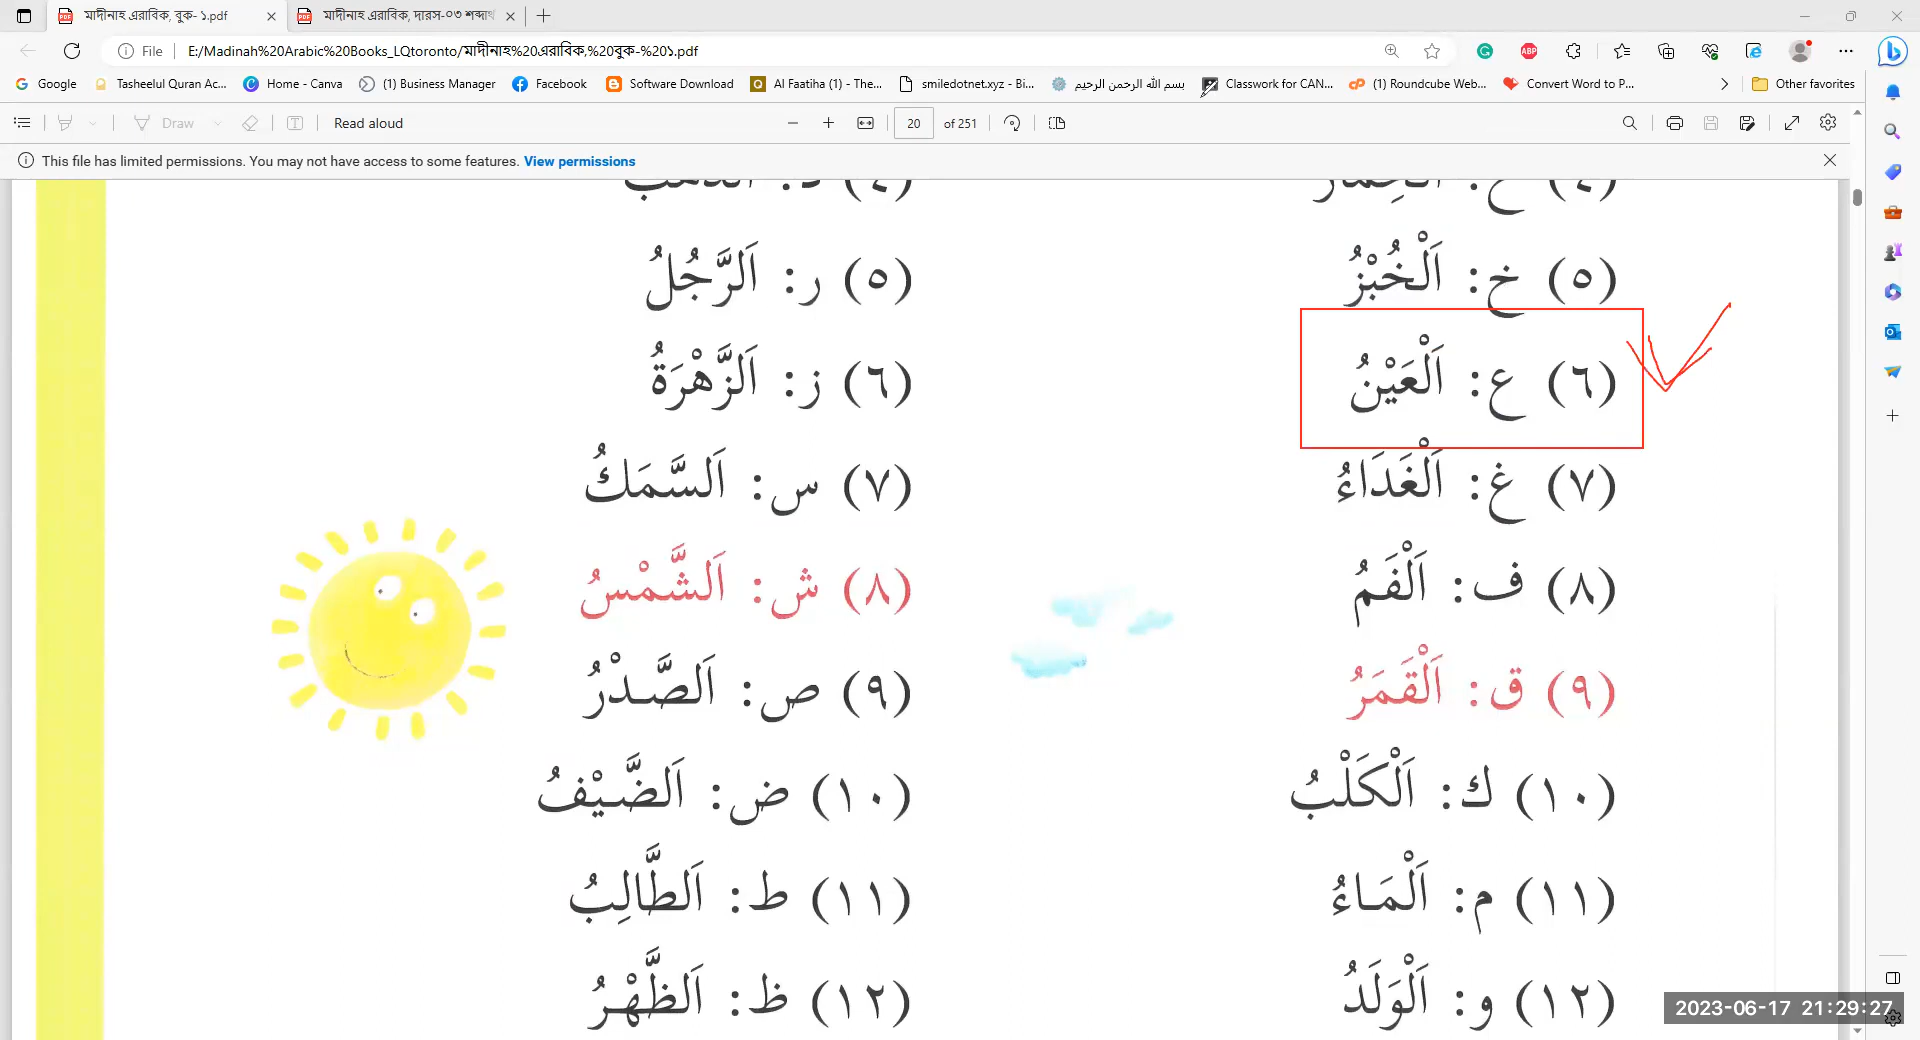 মাদীনাহ এরাবিক, বুক- ১.pdf
মাদীনাহ এরাবিক, দারস-০৩ শব্দার্থ
File
E:/Madinah%20Arabic%20Books_LQtoronto/মাদীনাহ%20এরাবিক,%20বুক-%20১.pdf
Google
Tasheelul Quran Ac...
Home - Canva
(1) Business Manager
Facebook
Software Download
Al Faatiha (1) - The...
smiledotnet.xyz - Bi...
بسم الله الرحمن الرحيم
Classwork for CAN...
(1) Roundcube Web...
Convert Word to P...
Other favorites
Draw
Read aloud
20 of 251
This file has limited permissions. You may not have access to some features. View permissions
(٥) خ: اَلْخُبْزُ
(٥) ر: اَلرَّجُلُ
(٦) ع: اَلْعَيْنُ
(٦) ز: اَلزَّهْرَةُ
(٧) غ: اَلْغَدَاءُ
(٧) س: اَلسَّمَكُ
(٨) ف: اَلْفَمُ
(٨) ش: اَلشَّمْسُ
(٩) ق: اَلْقَمَرُ
(٩) ص: اَلصَّدْرُ
(١٠) ك: اَلْكَلْبُ
(١٠) ض: اَلضَّيْفُ
(١١) م: اَلْمَاءُ
(١١) ط: اَلطَّالِبُ
(١٢) و: اَلْوَلَدُ
(١٢) ظ: اَلظَّهْرُ
2023-06-17 21:29:27